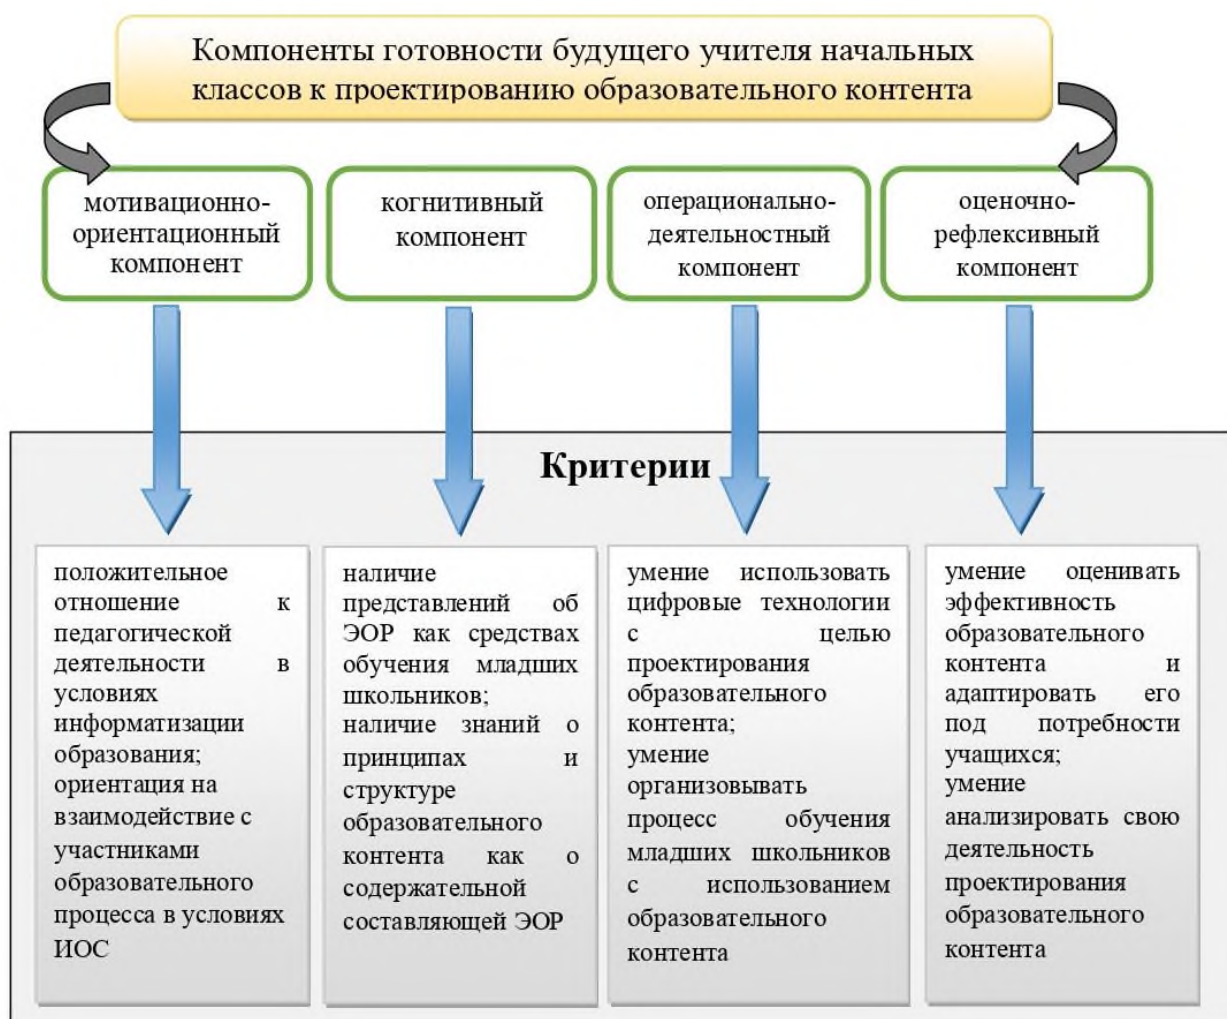 Компоненты готовности будущего учителя начальных
классов к проектированию образовательного контента
мотивационно-
ориентационный
компонент
когнитивный
компонент
операционально-
деятельностный
компонент
оценочно-
рефлексивный
компонент
Критерии
положительное
отношение к
педагогической
деятельности в
условиях
информатизации
образования;
ориентация на
взаимодействие с
участниками
образовательного
процесса в условиях
ИОС
наличие
представлений об
ЭОР как средствах
обучения младших
школьников;
наличие знаний о
принципах и
структуре
образовательного
контента как о
содержательной
составляющей ЭОР
умение использовать
цифровые технологии
с целью
проектирования
образовательного
контента;
умение
организовывать
процесс обучения
младших школьников
с использованием
образовательного
контента
умение оценивать
эффективность
образовательного
контента и
адаптировать его
под потребности
учащихся;
умение
анализировать свою
деятельность
проектирования
образовательного
контента